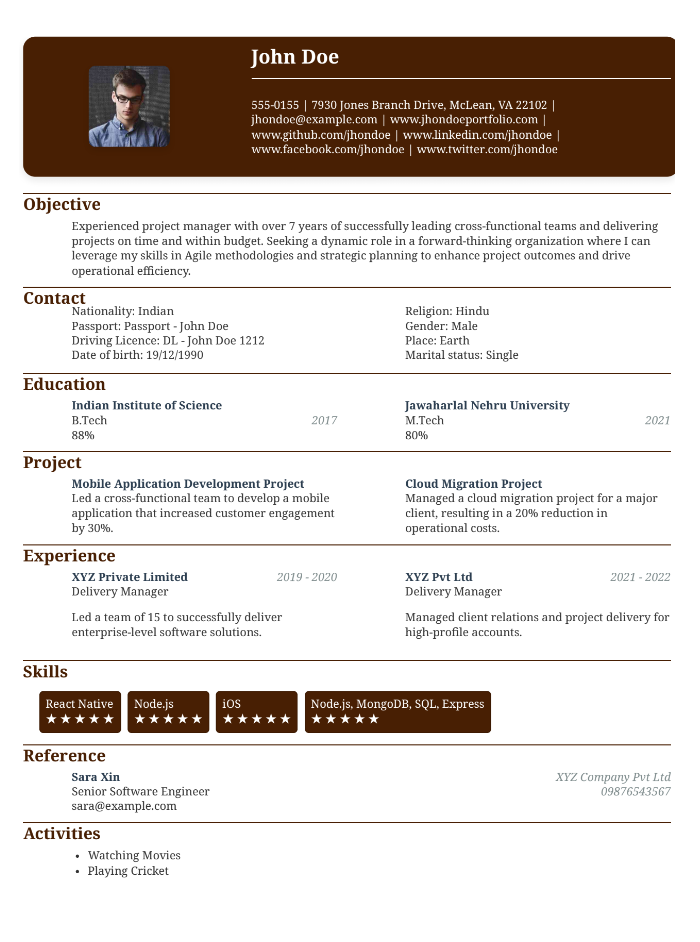 John Doe
555-0155 | 7930 Jones Branch Drive, McLean, VA 22102 |
jhondoe@example.com | www.jhondoeportfolio.com |
www.github.com/jhondoe | www.linkedin.com/jhondoe |
www.facebook.com/jhondoe | www.twitter.com/jhondoe
Objective
Experienced project manager with over 7 years of successfully leading cross-functional teams and delivering
projects on time and within budget. Seeking a dynamic role in a forward-thinking organization where I can
leverage my skills in Agile methodologies and strategic planning to enhance project outcomes and drive
operational efficiency.
Contact
Nationality: Indian
Passport: Passport - John Doe
Driving Licence: DL - John Doe 1212
Date of birth: 19/12/1990
Religion: Hindu
Gender: Male
Place: Earth
Marital status: Single
Education
Indian Institute of Science
B.Tech 2017
88%
Jawaharlal Nehru University
M.Tech 2021
80%
Project
Mobile Application Development Project
Led a cross-functional team to develop a mobile
application that increased customer engagement
by 30%.
Cloud Migration Project
Managed a cloud migration project for a major
client, resulting in a 20% reduction in
operational costs.
Experience
XYZ Private Limited 2019 - 2020
Delivery Manager
Led a team of 15 to successfully deliver
enterprise-level software solutions.
XYZ Pvt Ltd 2021 - 2022
Delivery Manager
Managed client relations and project delivery for
high-profile accounts.
Skills
React Native
★★★★★
Node.js
★★★★★
iOS
★★★★★
Node.js, MongoDB, SQL, Express
★★★★★
Reference
Sara Xin XYZ Company Pvt Ltd
Senior Software Engineer 09876543567
sara@example.com
Activities
• Watching Movies
• Playing Cricket